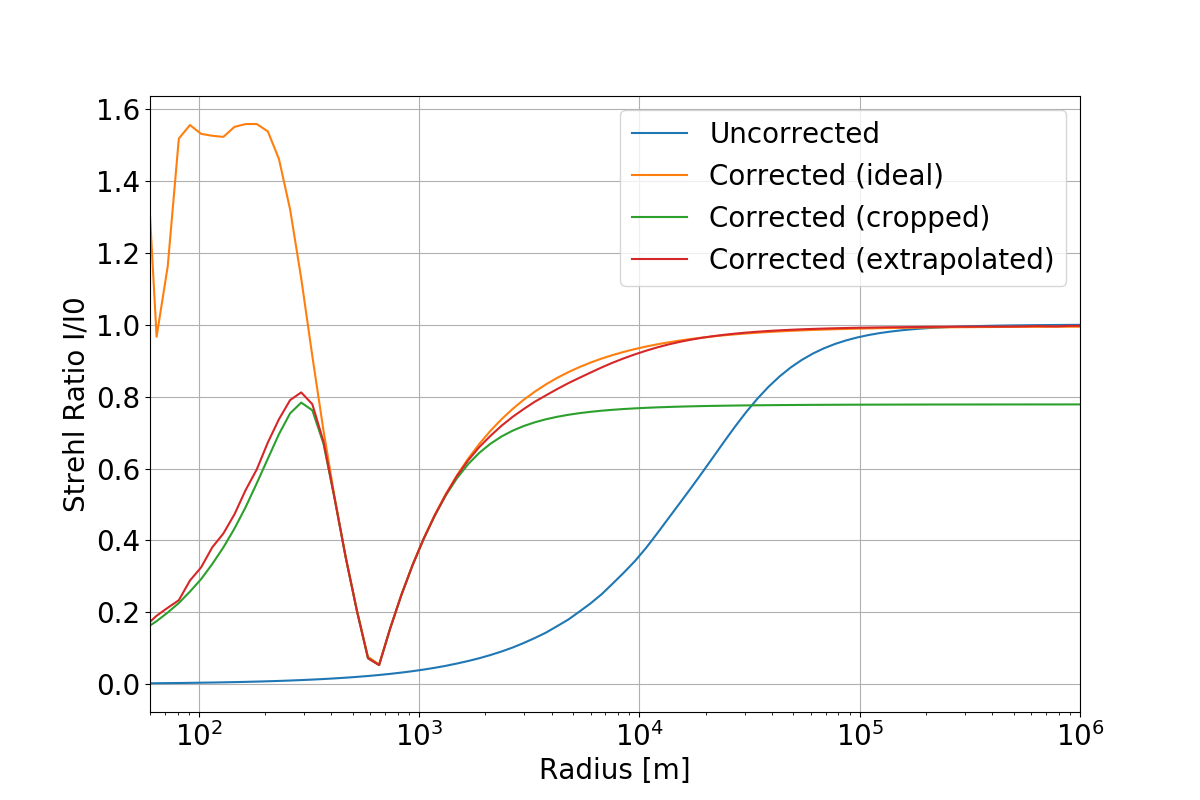 1.6
1.4
1.2
1.0
0.8
0.6
0.4
0.2
0.0
Strehl Ratio I/I0
Uncorrected
Corrected (ideal)
Corrected (cropped)
Corrected (extrapolated)
10² 10³ 10⁴ 10⁵ 10⁶
Radius [m]